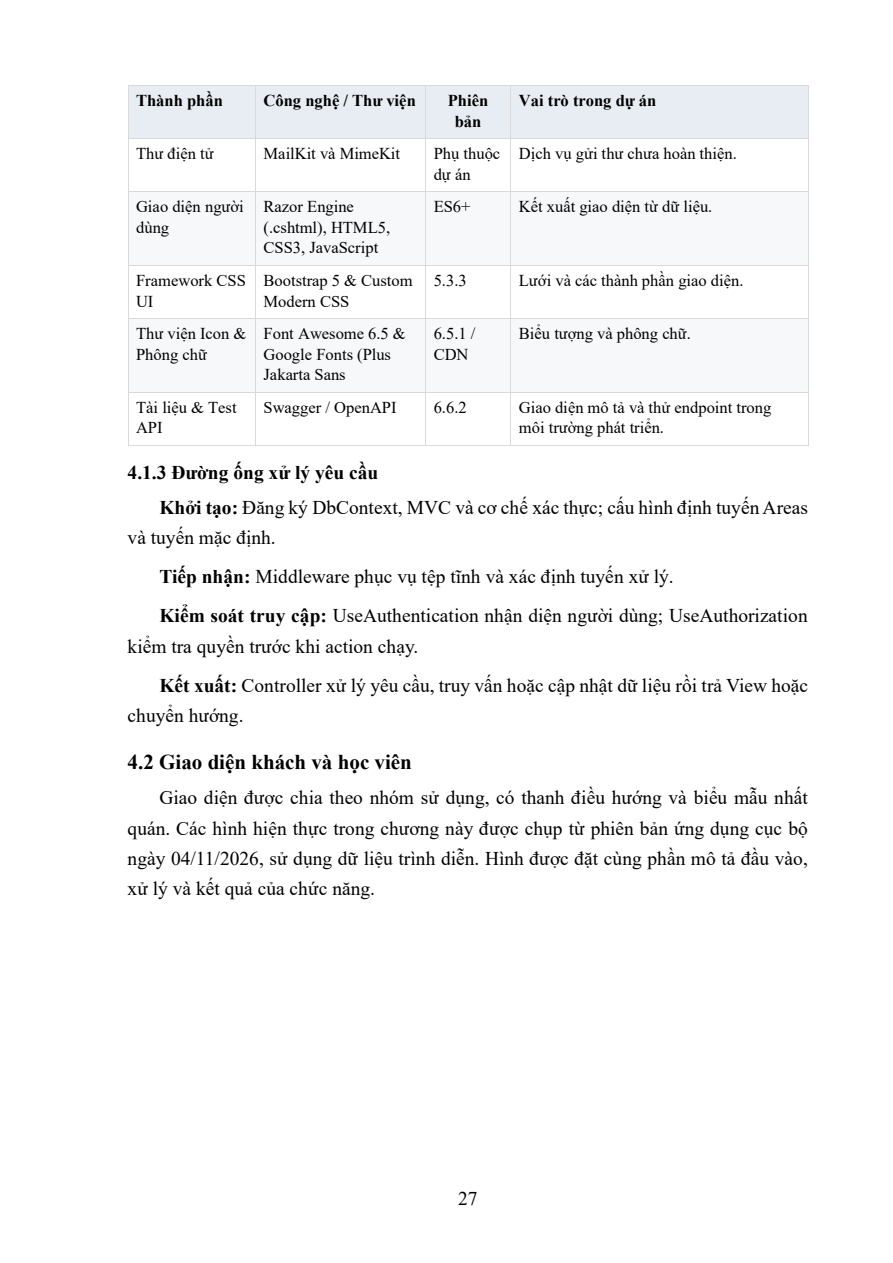 Thành phần Công nghệ / Thư viện Phiên bản Vai trò trong dự án
Thư điện tử MailKit và MimeKit Phụ thuộc dự án Dịch vụ gửi thư chưa hoàn thiện.
Giao diện người dùng Razor Engine (.cshtml), HTML5, CSS3, JavaScript ES6+ Kết xuất giao diện từ dữ liệu.
Framework CSS UI Bootstrap 5 & Custom Modern CSS 5.3.3 Lưới và các thành phần giao diện.
Thư viện Icon & Phông chữ Font Awesome 6.5 & Google Fonts (Plus Jakarta Sans 6.5.1 / CDN Biểu tượng và phông chữ.
Tài liệu & Test API Swagger / OpenAPI 6.6.2 Giao diện mô tả và thử endpoint trong môi trường phát triển.
4.1.3 Đường ống xử lý yêu cầu
Khởi tạo: Đăng ký DbContext, MVC và cơ chế xác thực; cấu hình định tuyến Areas
và tuyến mặc định.
Tiếp nhận: Middleware phục vụ tệp tĩnh và xác định tuyến xử lý.
Kiểm soát truy cập: UseAuthentication nhận diện người dùng; UseAuthorization
kiểm tra quyền trước khi action chạy.
Kết xuất: Controller xử lý yêu cầu, truy vấn hoặc cập nhật dữ liệu rồi trả View hoặc
chuyển hướng.
4.2 Giao diện khách và học viên
Giao diện được chia theo nhóm sử dụng, có thanh điều hướng và biểu mẫu nhất
quán. Các hình hiện thực trong chương này được chụp từ phiên bản ứng dụng cục bộ
ngày 04/11/2026, sử dụng dữ liệu trình diễn. Hình được đặt cùng phần mô tả đầu vào,
xử lý và kết quả của chức năng.
27